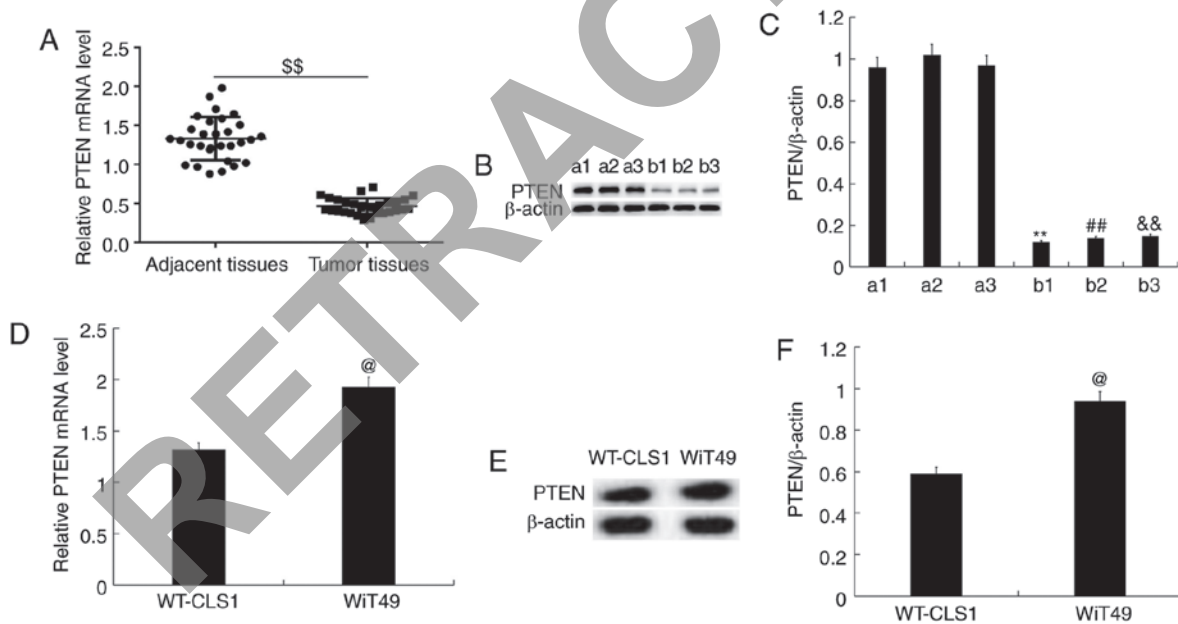 A
Relative PTEN mRNA level
2.5
2.0
1.5
1.0
0.5
0.0
$$
Adjacent tissues
Tumor tissues
B
a1 a2 a3 b1 b2 b3
PTEN
β-actin
C
PTEN/β-actin
1.2
1
0.8
0.6
0.4
0.2
0
**
##
&&
a1 a2 a3 b1 b2 b3
D
Relative PTEN mRNA level
2.5
2
1.5
1
0.5
0
@
WT-CLS1
WiT49
E
WT-CLS1 WiT49
PTEN
β-actin
F
PTEN/β-actin
1.2
1
0.8
0.6
0.4
0.2
0
@
WT-CLS1
WiT49
RETRAC